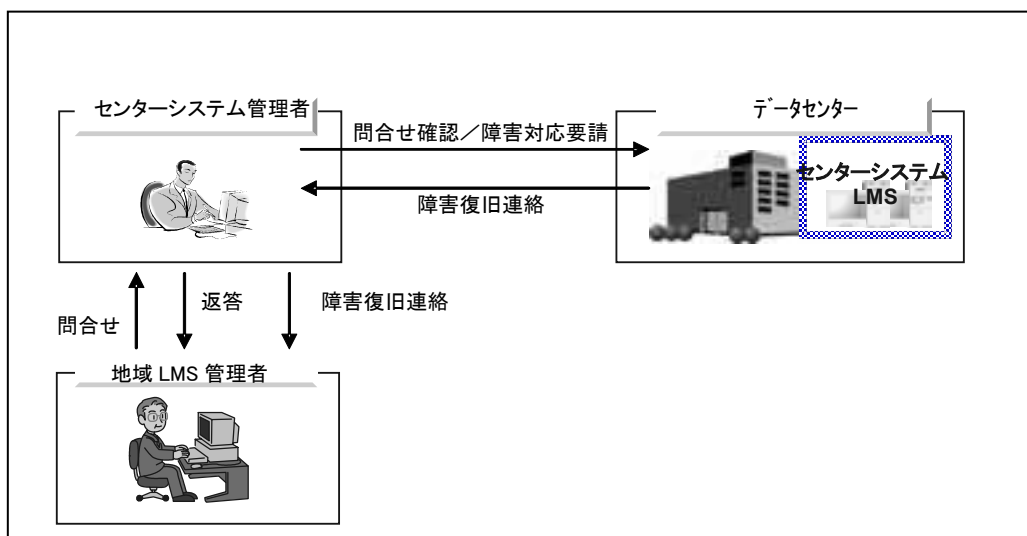 センターシステム管理者
データセンター
問合せ確認／障害対応要請
センターシステム
LMS
障害復旧連絡
問合せ
返答
障害復旧連絡
地域 LMS 管理者